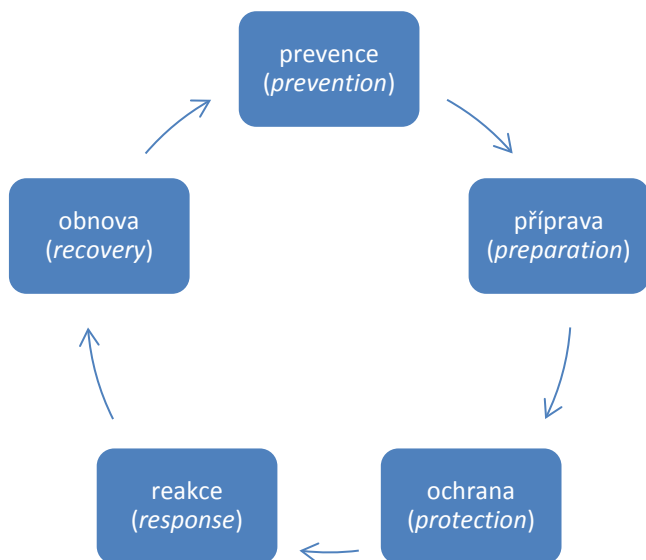 prevence
(prevention)
příprava
(preparation)
ochrana
(protection)
reakce
(response)
obnova
(recovery)